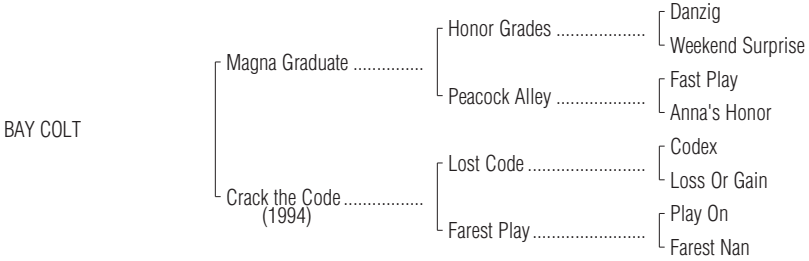 Danzig
Honor Grades ....................
Weekend Surprise
Magna Graduate ...............
Fast Play
Peacock Alley ....................
Anna's Honor
BAY COLT
Codex
Lost Code ..........................
Loss Or Gain
Crack the Code .................
(1994)
Play On
Farest Play .........................
Farest Nan